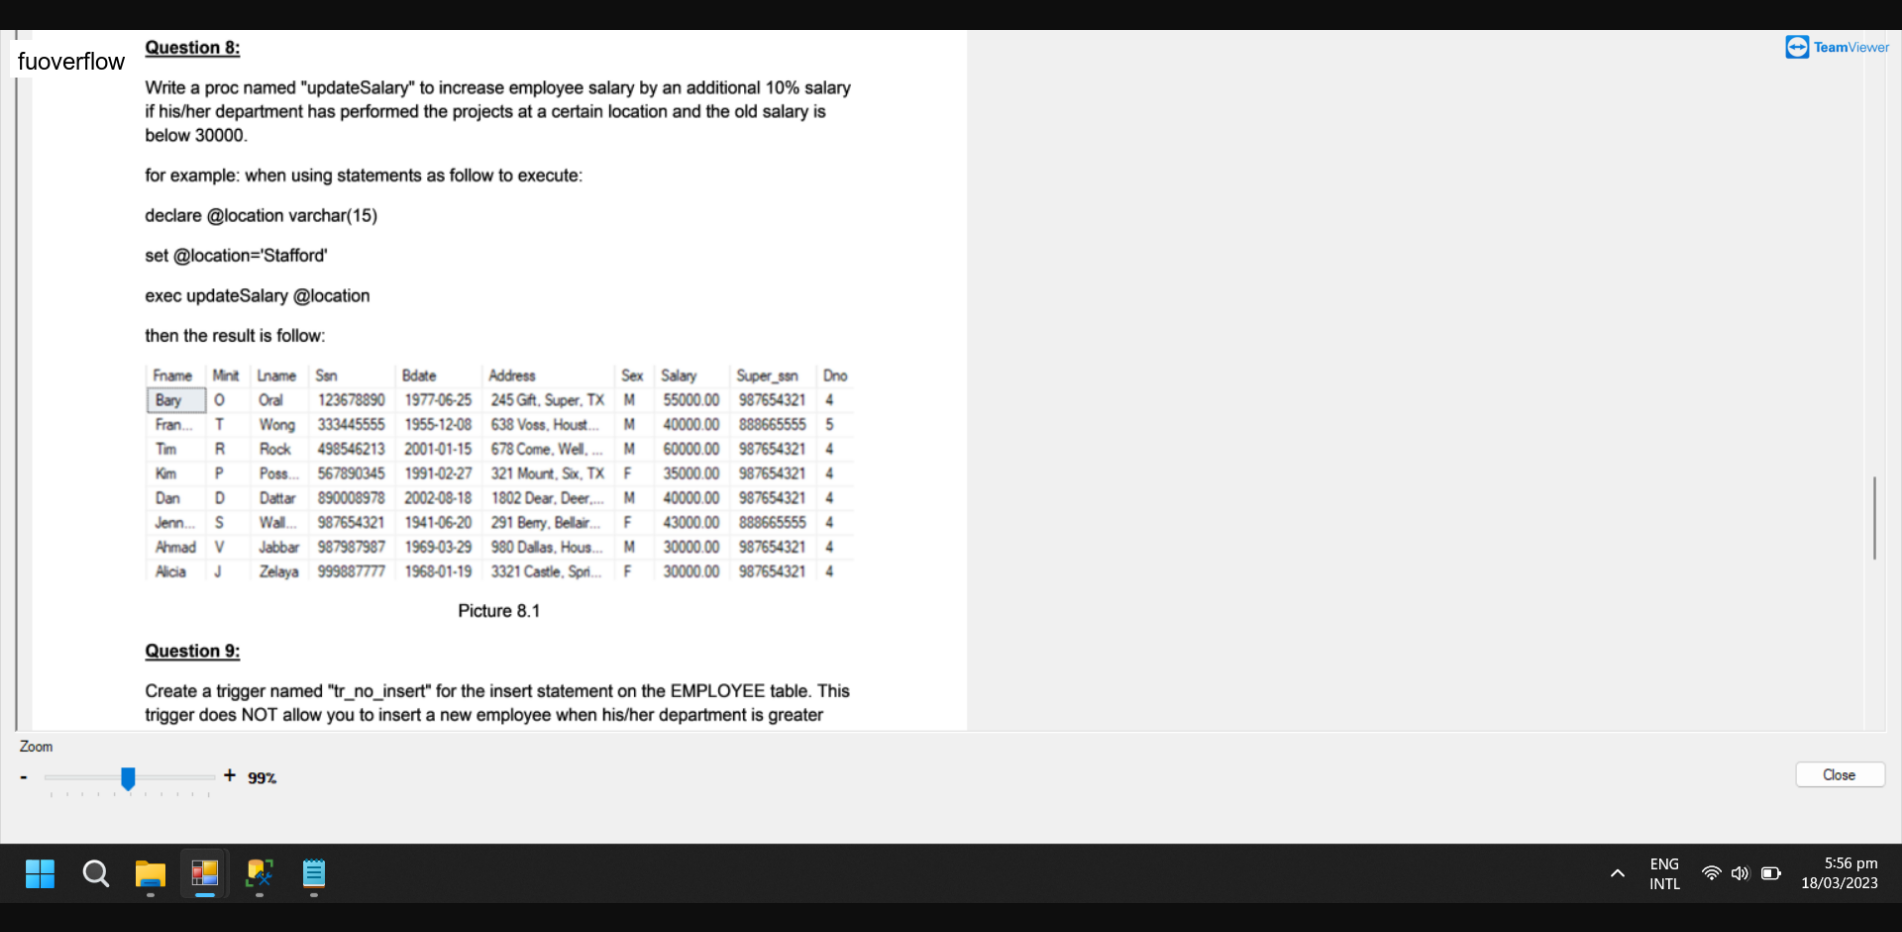 Question 8:
fuoverflow
TeamViewer
Write a proc named "updateSalary" to increase employee salary by an additional 10% salary
if his/her department has performed the projects at a certain location and the old salary is
below 30000.
for example: when using statements as follow to execute:
declare @location varchar(15)
set @location='Stafford'
exec updateSalary @location
then the result is follow:
Fname Minit Lname Ssn Bdate Address Sex Salary Super_ssn Dno
Bary O Oral 123678890 1977-06-25 245 Gift, Super, TX M 55000.00 987654321 4
Fran... T Wong 333445555 1955-12-08 638 Voss, Houst... M 40000.00 888665555 5
Tim R Rock 498546213 2001-01-15 678 Come, Well, ... M 60000.00 987654321 4
Kim P Poss... 567890345 1991-02-27 321 Mount, Six, TX F 35000.00 987654321 4
Dan D Dattar 890008978 2002-08-18 1802 Dear, Deer,... M 40000.00 987654321 4
Jenn... S Wall... 987654321 1941-06-20 291 Berry, Bellair... F 43000.00 888665555 4
Ahmad V Jabbar 987987987 1969-03-29 980 Dallas, Hous... M 30000.00 987654321 4
Alicia J Zelaya 999887777 1968-01-19 3321 Castle, Spri... F 30000.00 987654321 4
Picture 8.1
Question 9:
Create a trigger named "tr_no_insert" for the insert statement on the EMPLOYEE table. This
trigger does NOT allow you to insert a new employee when his/her department is greater
Zoom
- + 99%
Close
ENG
INTL
5:56 pm
18/03/2023